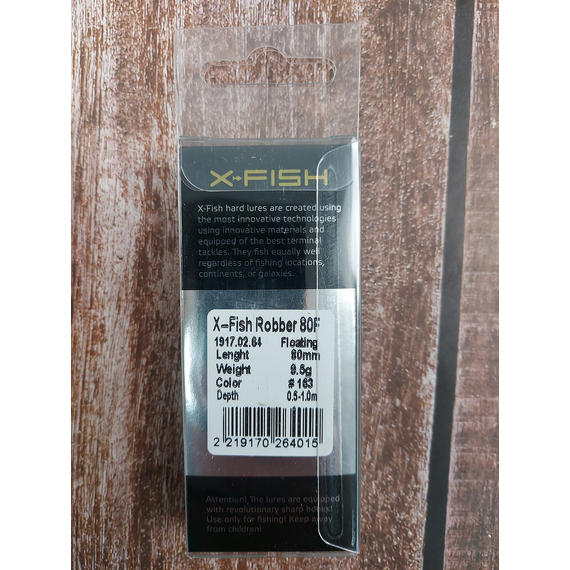 X-FISH
X-Fish hard lures are created using
the most innovative technologies
using innovative materials and
equipped of the best terminal
tackles. They fish equally well
regardless of fishing locations,
continents, or galaxies.
X-Fish Robber 80F
1917.02.64 Floating
Lenght 80mm
Weight 9.5g
Color # 163
Depth 0.5-1.0m
2 219170 264015
Attention! The lures are equipped
with revolutionary sharp hooks!
Use only for fishing! Keep away
from children!